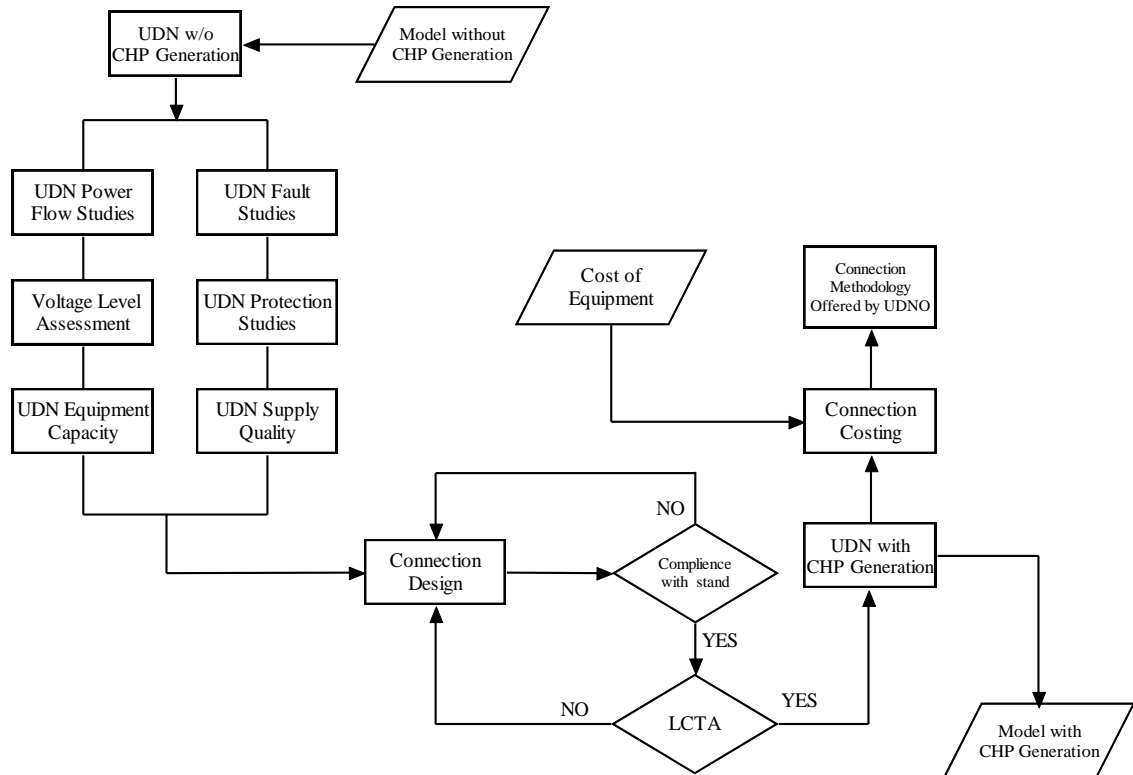 UDN w/o
CHP Generation
Model without
CHP Generation
UDN Power
Flow Studies
UDN Fault
Studies
Voltage Level
Assessment
UDN Protection
Studies
UDN Equipment
Capacity
UDN Supply
Quality
Cost of
Equipment
Connection
Methodology
Offered by UDNO
Connection
Costing
NO
Connection
Design
Complience
with stand
UDN with
CHP Generation
YES
NO
LCTA
YES
Model with
CHP Generation